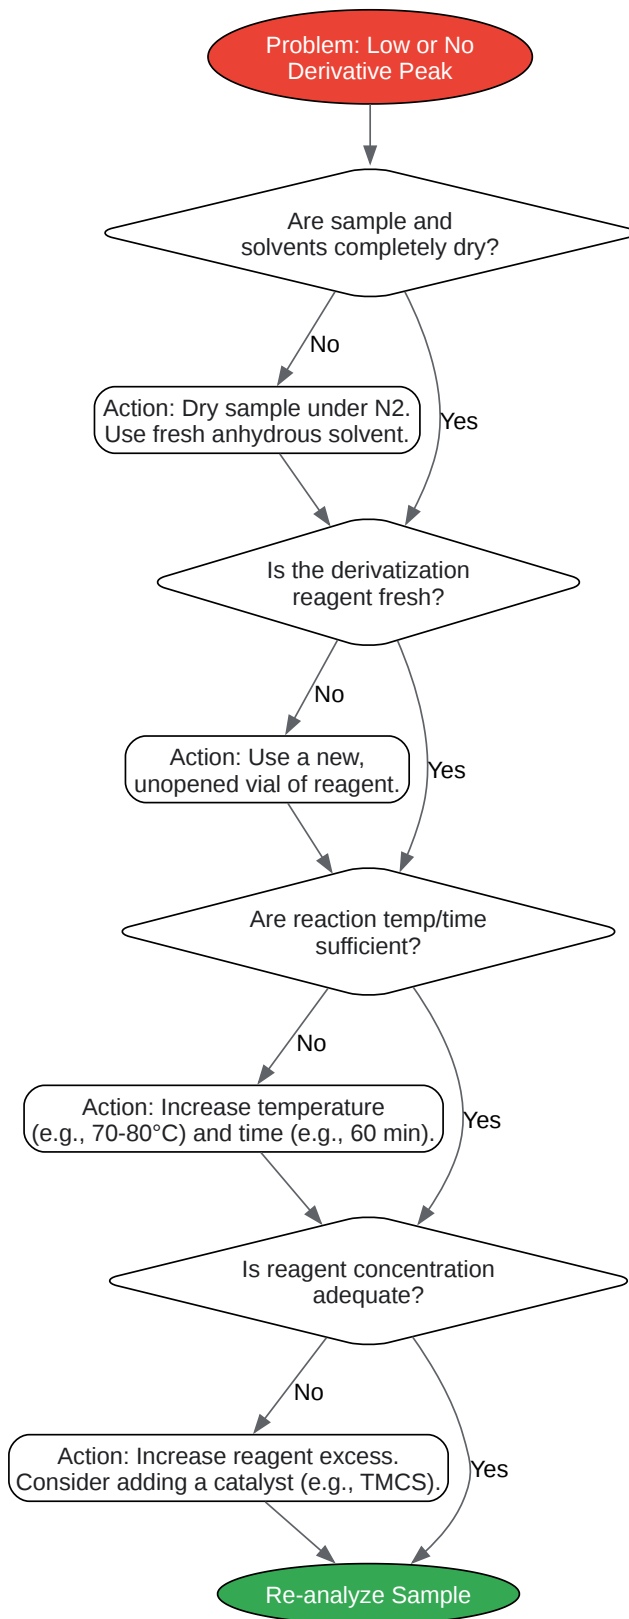 Problem: Low or No
Derivative Peak
Are sample and
solvents completely dry?
No
Action: Dry sample under N2.
Use fresh anhydrous solvent.
Yes
Is the derivatization
reagent fresh?
No
Action: Use a new,
unopened vial of reagent.
Yes
Are reaction temp/time
sufficient?
No
Action: Increase temperature
(e.g., 70-80°C) and time (e.g., 60 min).
Yes
Is reagent concentration
adequate?
No
Action: Increase reagent excess.
Consider adding a catalyst (e.g., TMCS).
Yes
Re-analyze Sample